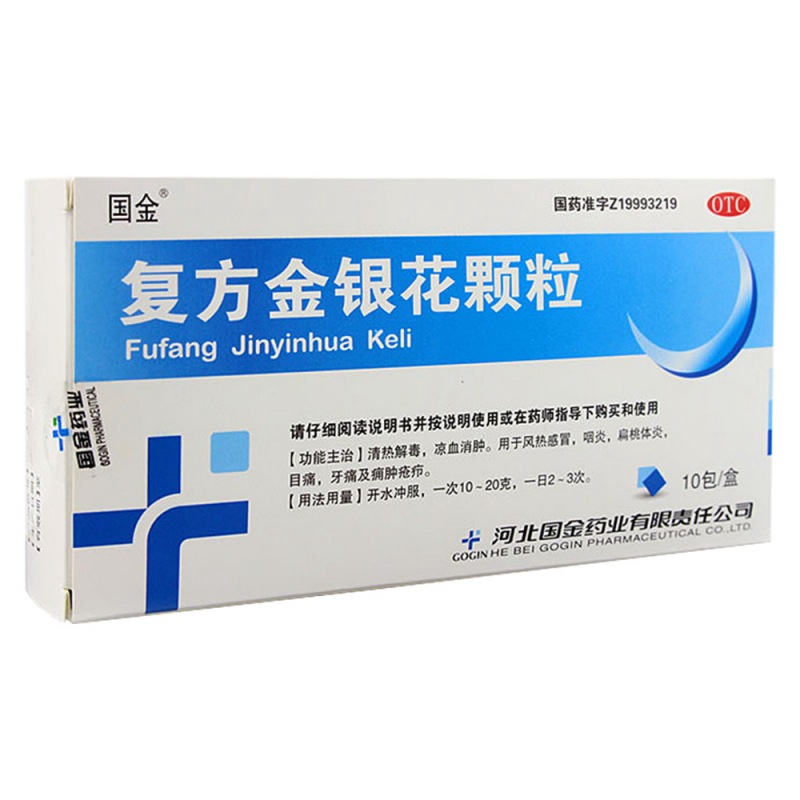 国金®
国药准字Z19993219
OTC
复方金银花颗粒
Fufang Jinyinhua Keli
请仔细阅读说明书并按说明使用或在药师指导下购买和使用
【功能主治】清热解毒，凉血消肿。用于风热感冒，咽炎，扁桃体炎，
目痛，牙痛及痈肿疮疖。
【用法用量】开水冲服，一次10～20克，一日2～3次。
10包/盒
GOGIN
河北国金药业有限责任公司
HE BEI GOGIN PHARMACEUTICAL CO.,LTD.
国金药业
GOGIN PHARMACEUTICAL